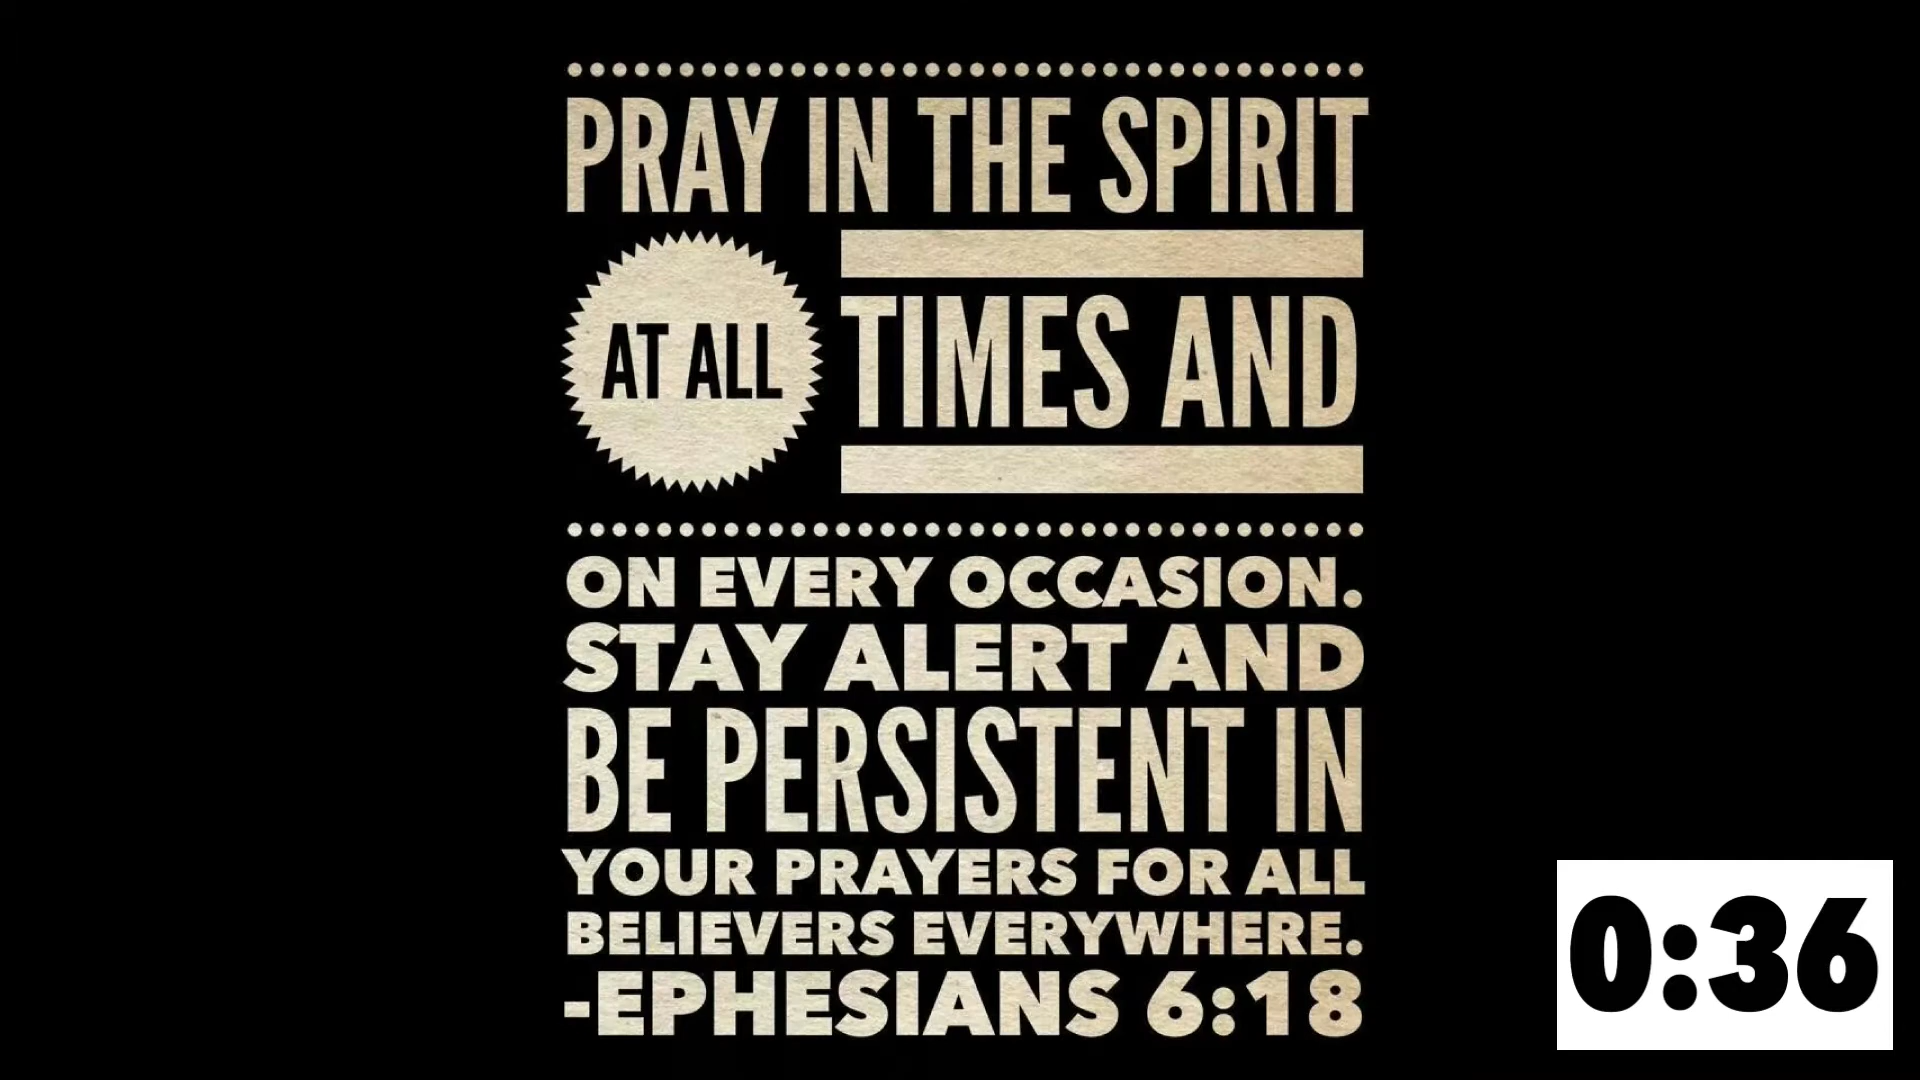 PRAY IN THE SPIRIT
AT ALL
TIMES AND
ON EVERY OCCASION.
STAY ALERT AND
BE PERSISTENT IN
YOUR PRAYERS FOR ALL
BELIEVERS EVERYWHERE.
-EPHESIANS 6:18
0:36